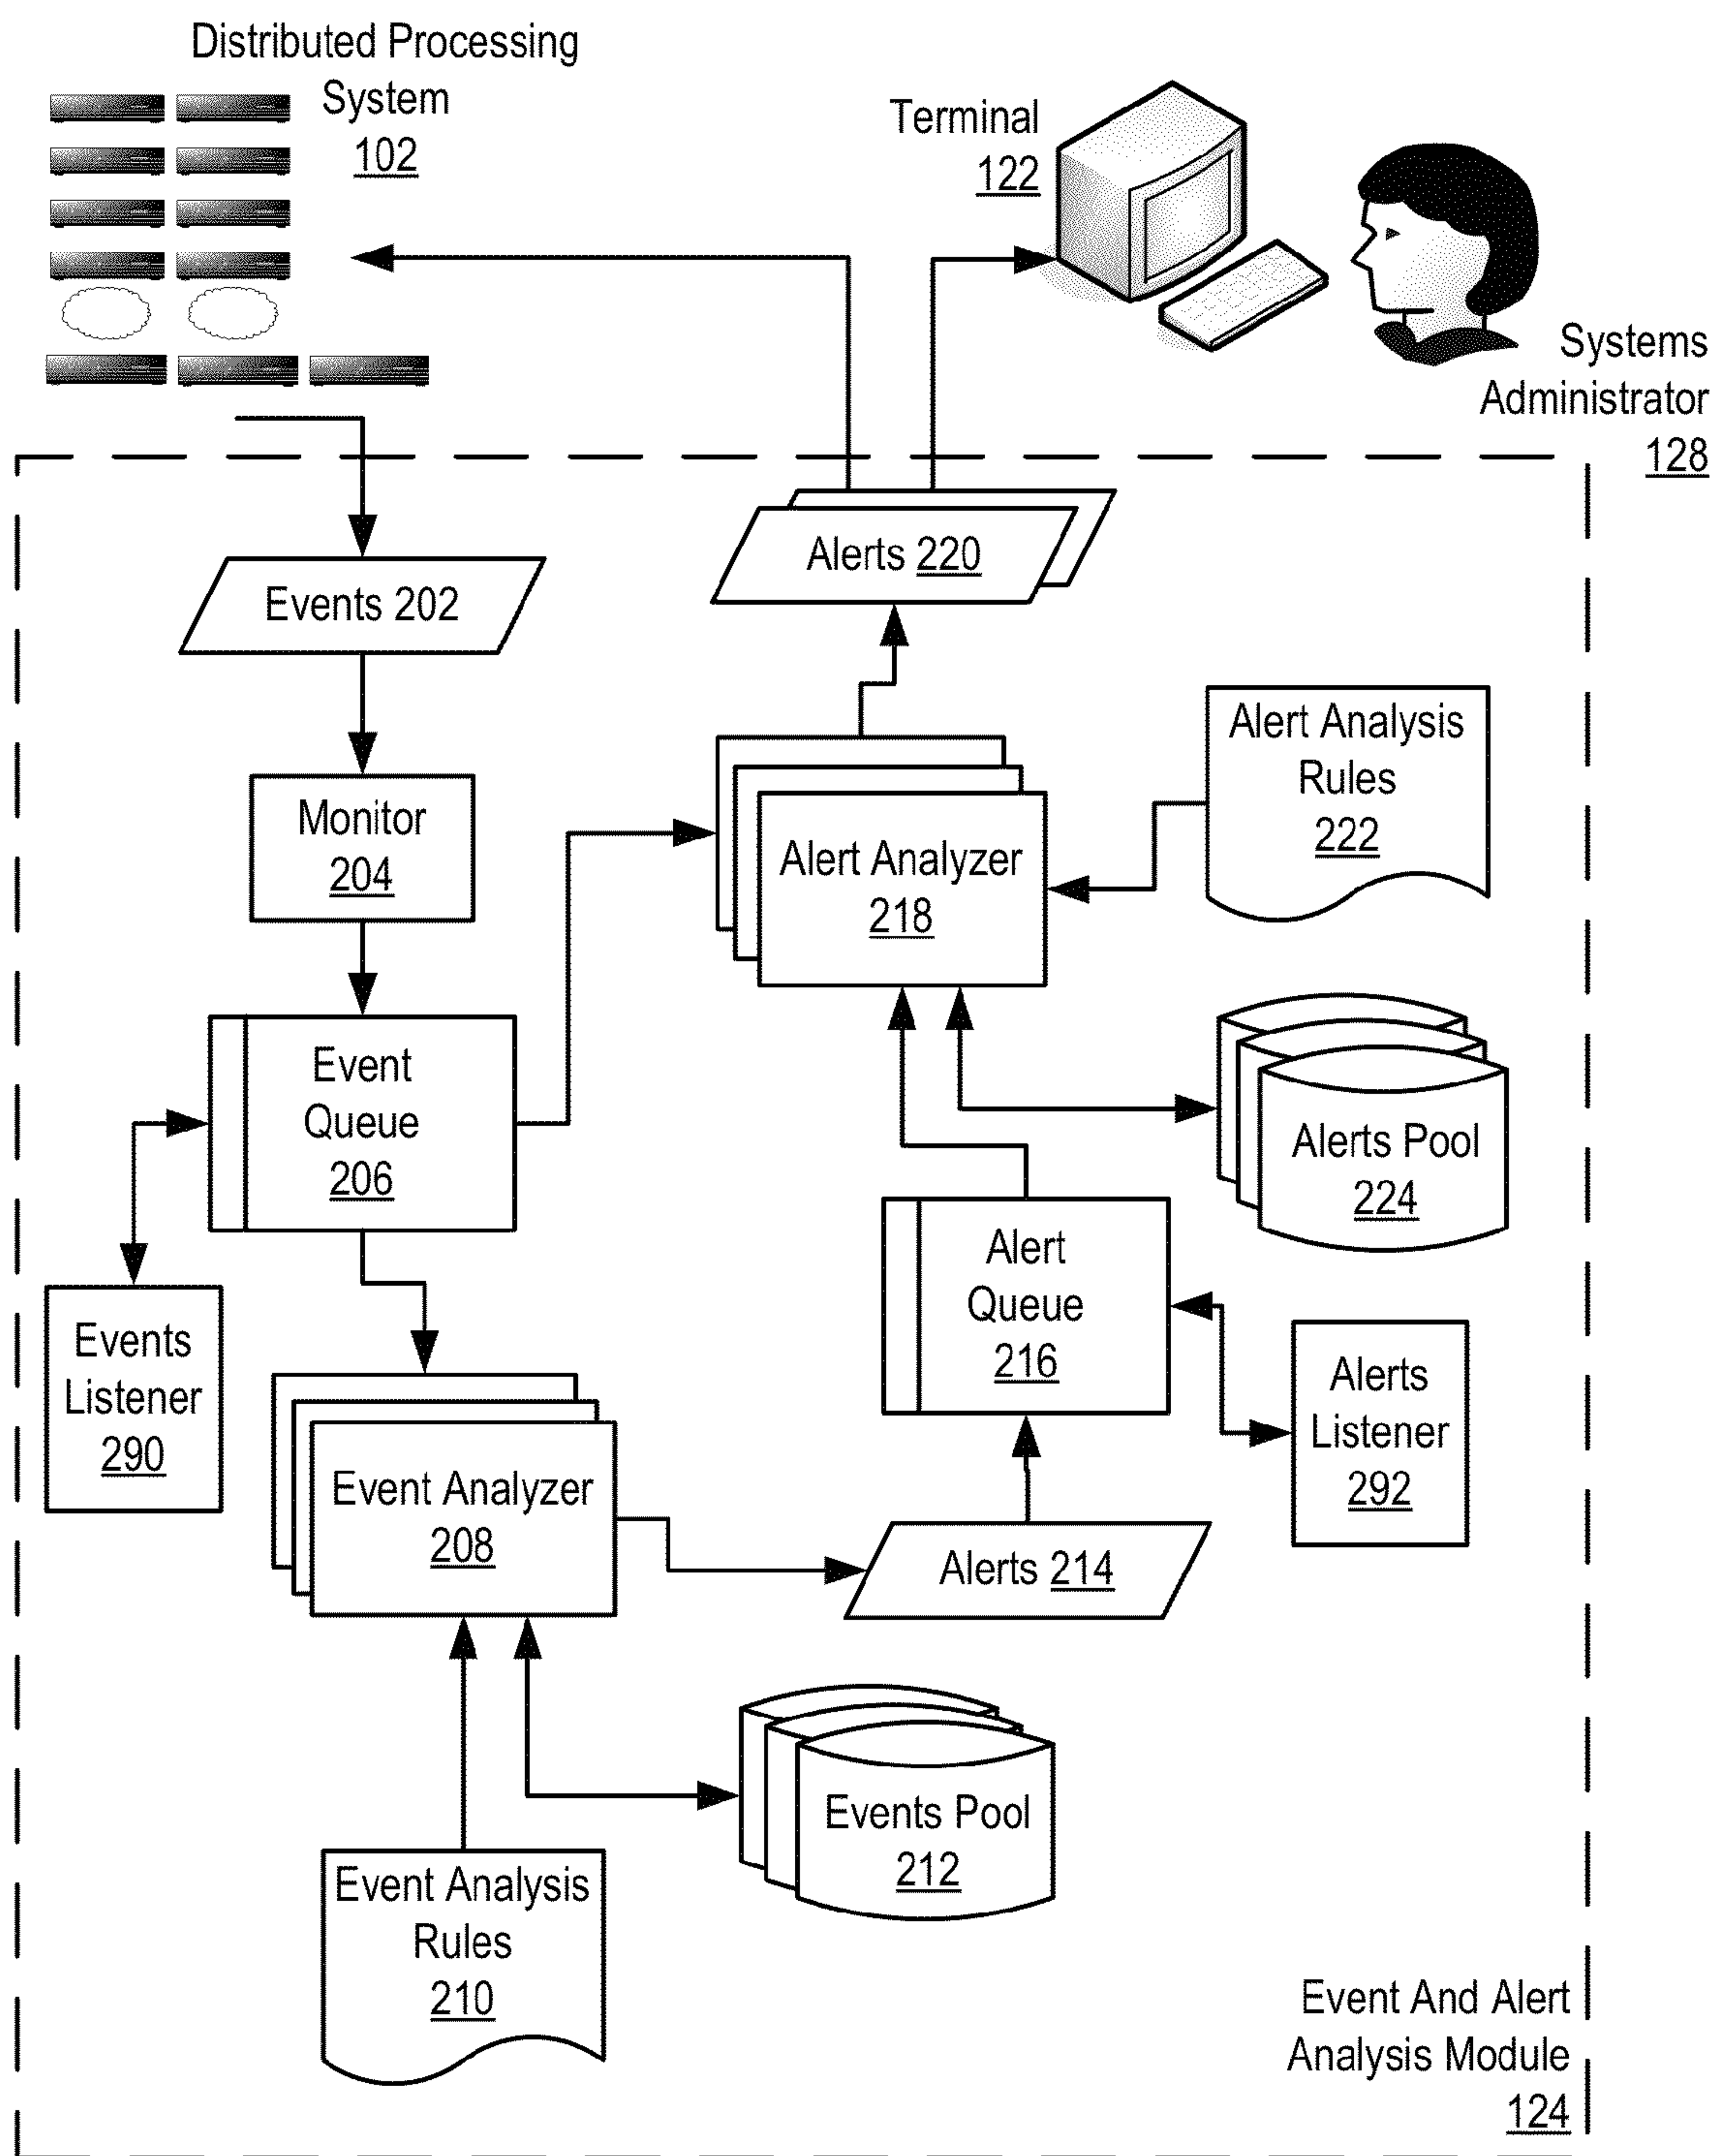 Distributed Processing
System
102
Terminal
122
Systems
Administrator
128
Events 202
Alerts 220
Monitor
204
Alert Analysis
Rules
222
Alert Analyzer
218
Event
Queue
206
Alerts Pool
224
Alert
Queue
216
Events
Listener
290
Alerts
Listener
292
Event Analyzer
208
Alerts 214
Events Pool
212
Event Analysis
Rules
210
Event And Alert
Analysis Module
124